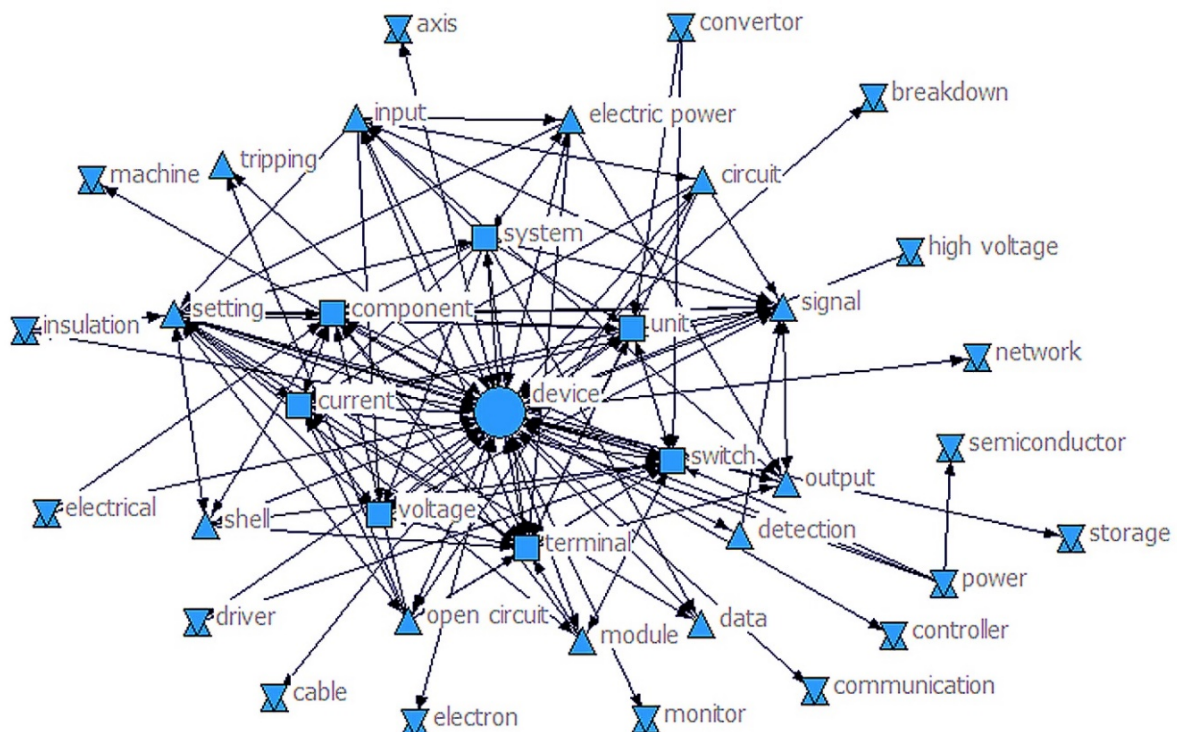 axis
convertor
breakdown
input
electric power
tripping
machine
circuit
system
high voltage
setting
component
signal
insulation
unit
network
current
device
semiconductor
switch
output
electrical
shell
voltage
terminal
detection
storage
power
driver
open circuit
module
data
controller
cable
electron
monitor
communication